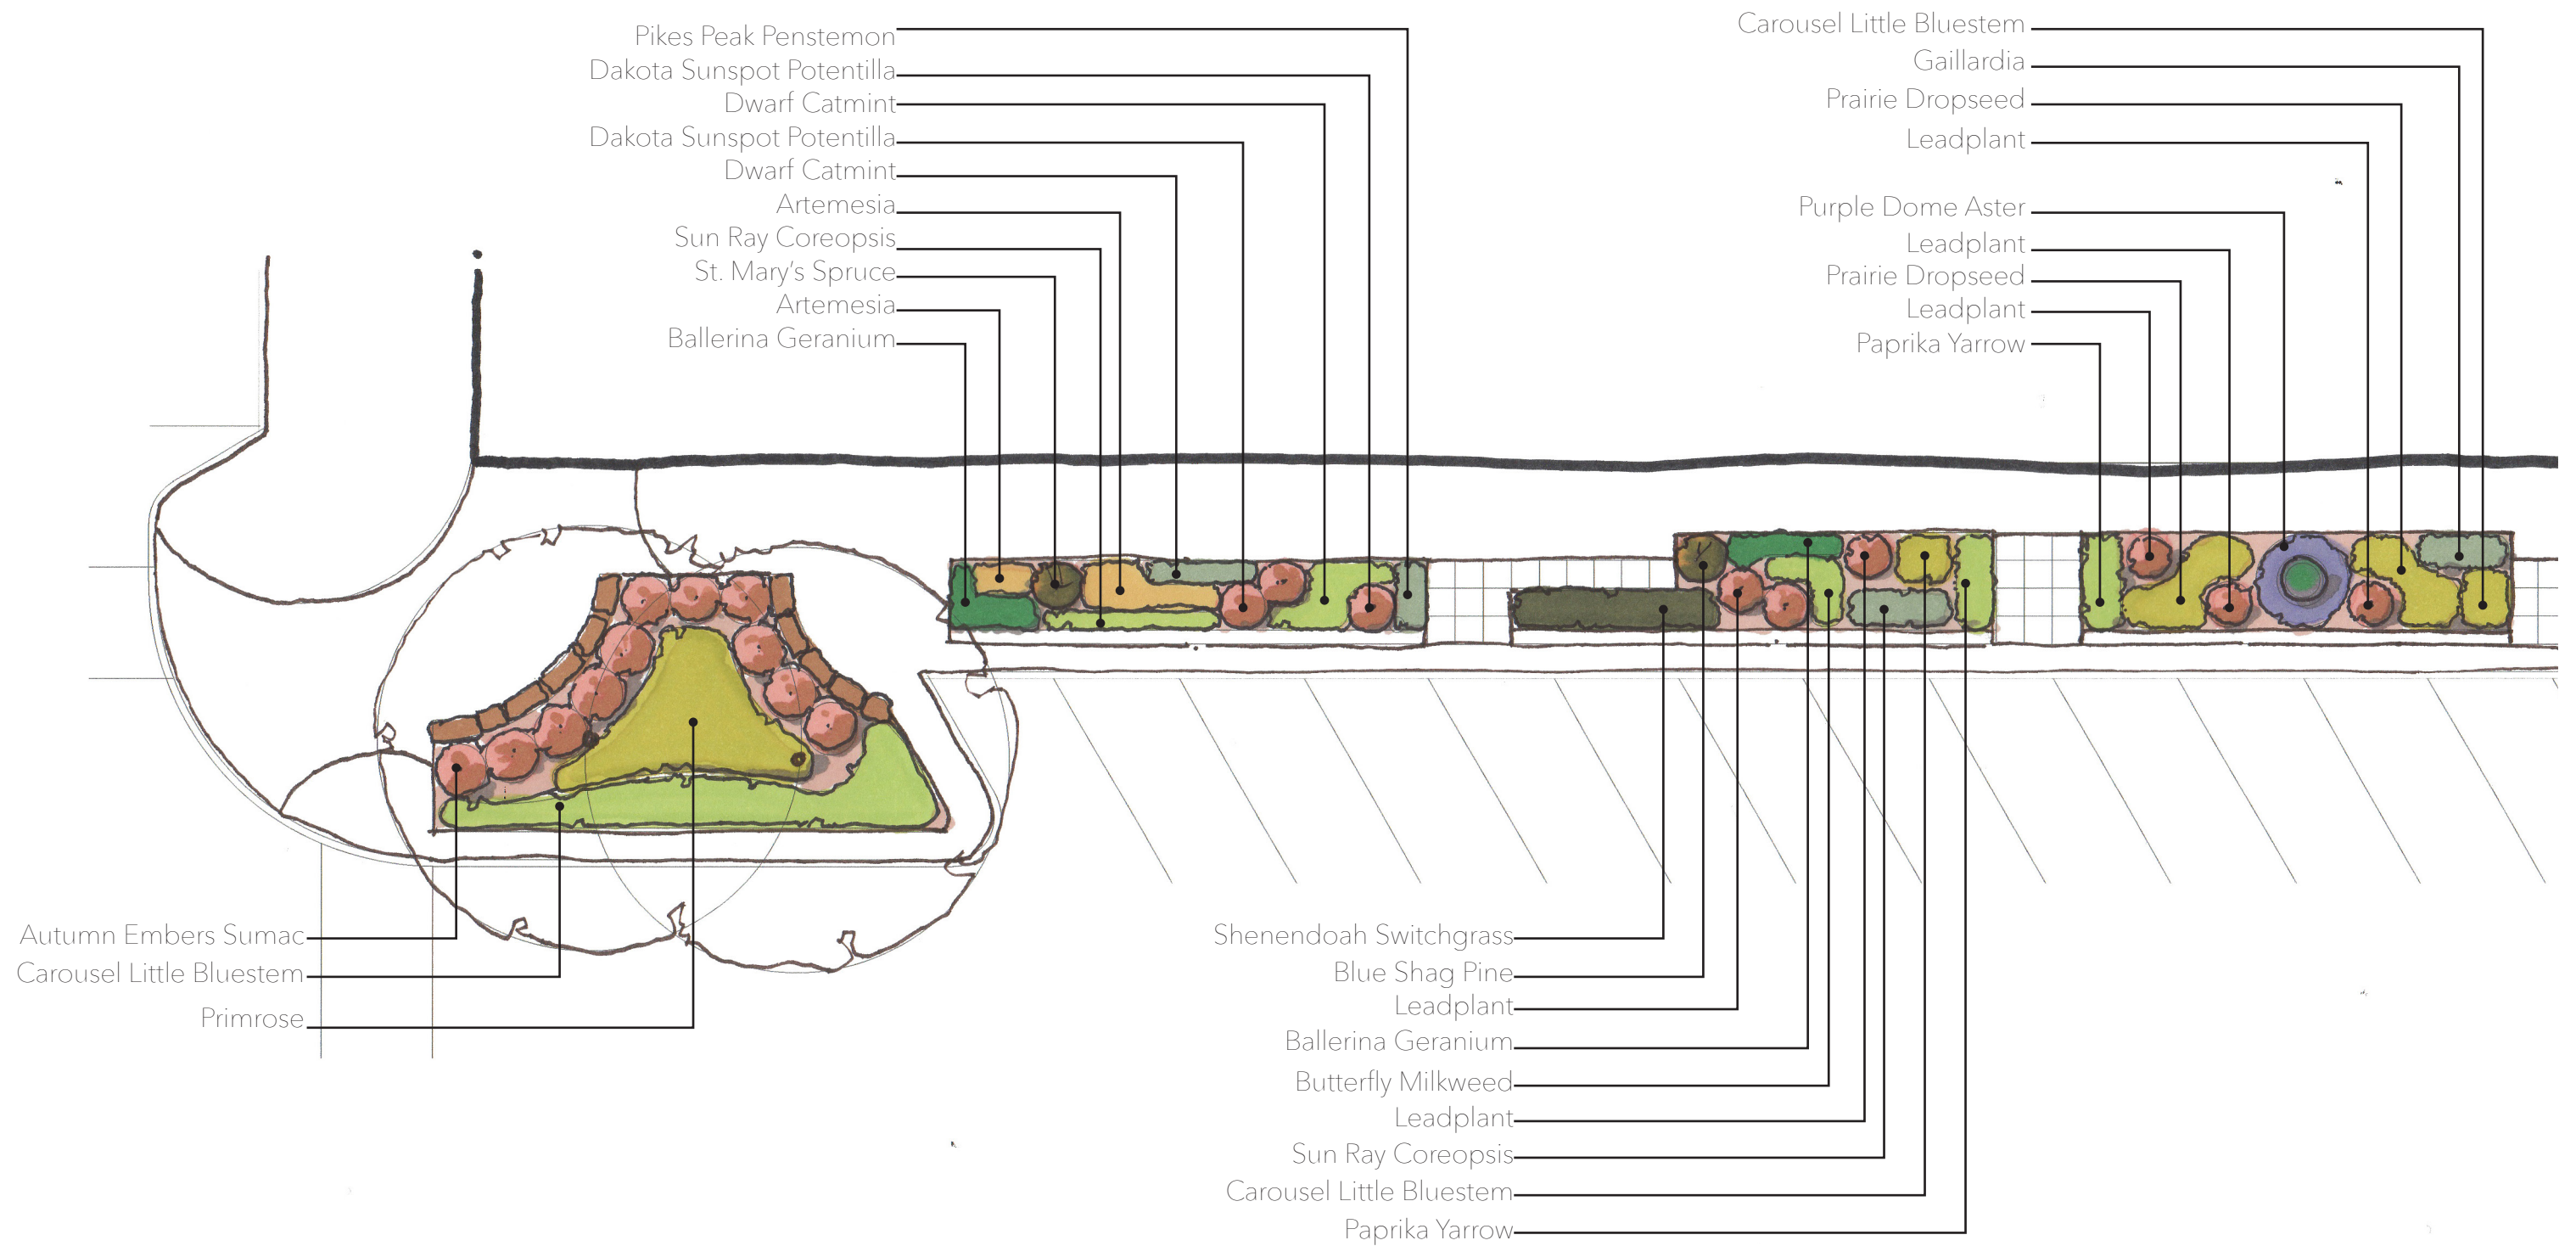 Pikes Peak Penstemon
Dakota Sunspot Potentilla
Dwarf Catmint
Dakota Sunspot Potentilla
Dwarf Catmint
Artemesia
Sun Ray Coreopsis
St. Mary's Spruce
Artemesia
Ballerina Geranium
Carousel Little Bluestem
Gaillardia
Prairie Dropseed
Leadplant
Purple Dome Aster
Leadplant
Prairie Dropseed
Leadplant
Paprika Yarrow
Autumn Embers Sumac
Carousel Little Bluestem
Primrose
Shenendoah Switchgrass
Blue Shag Pine
Leadplant
Ballerina Geranium
Butterfly Milkweed
Leadplant
Sun Ray Coreopsis
Carousel Little Bluestem
Paprika Yarrow